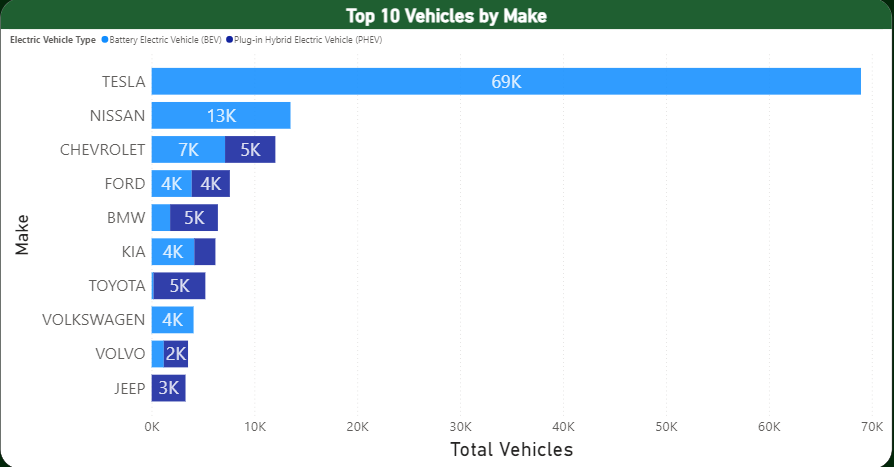 Top 10 Vehicles by Make
Electric Vehicle Type Battery Electric Vehicle (BEV) Plug-in Hybrid Electric Vehicle (PHEV)
TESLA 69K
NISSAN 13K
CHEVROLET 7K 5K
FORD 4K 4K
BMW 5K
KIA 4K
TOYOTA 5K
VOLKSWAGEN 4K
VOLVO 2K
JEEP 3K
Make
0K 10K 20K 30K 40K 50K 60K 70K
Total Vehicles